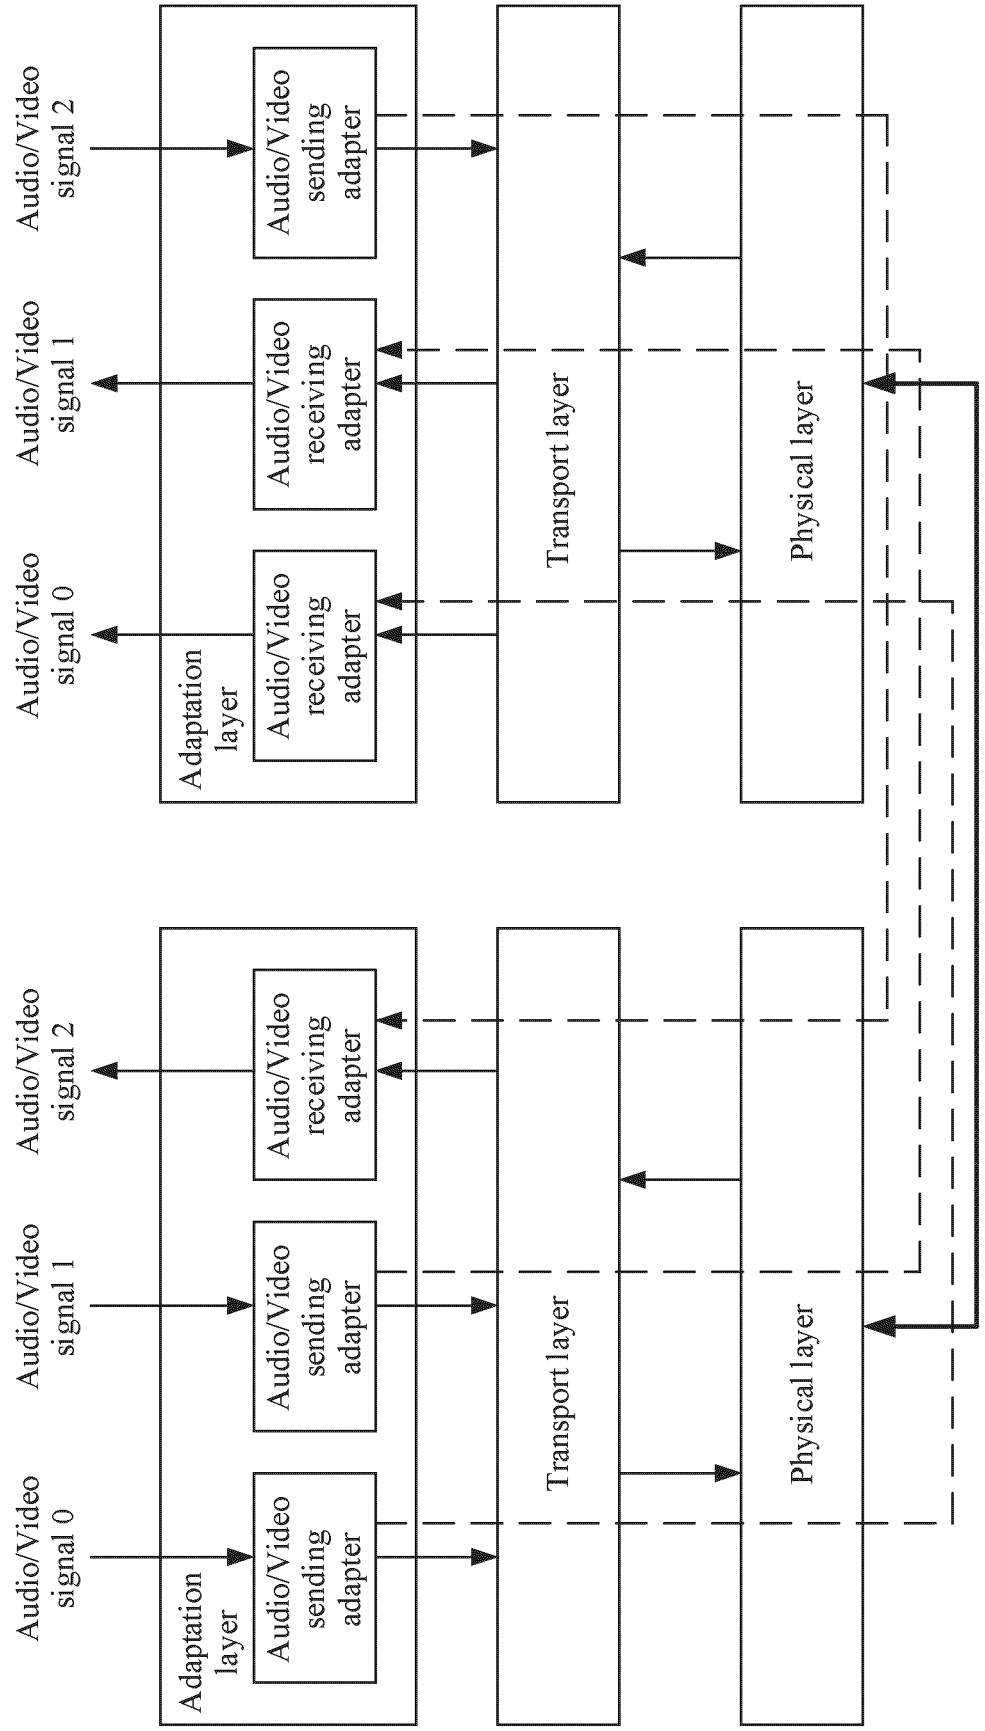 Audio/Video
signal 0
Audio/Video
signal 1
Audio/Video
signal 2
Adaptation
layer
Audio/Video
sending
adapter
Audio/Video
sending
adapter
Audio/Video
receiving
adapter
Transport layer
Physical layer
Audio/Video
signal 0
Audio/Video
signal 1
Audio/Video
signal 2
Adaptation
layer
Audio/Video
receiving
adapter
Audio/Video
receiving
adapter
Audio/Video
sending
adapter
Transport layer
Physical layer